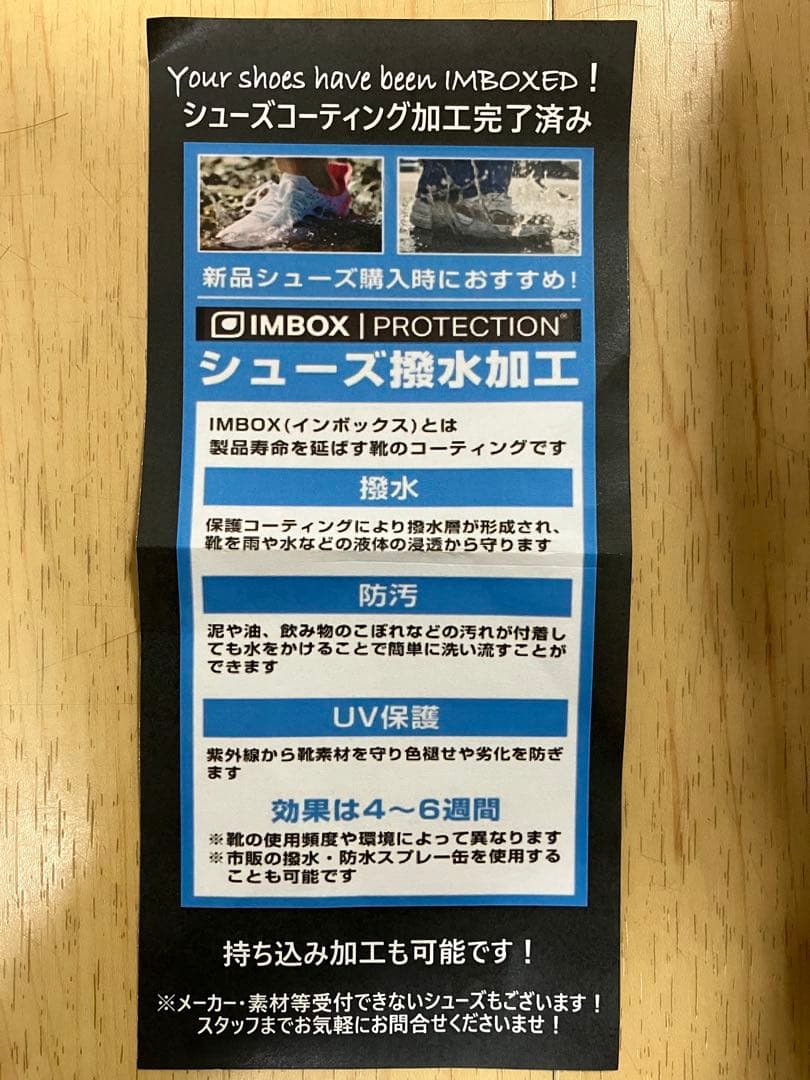 Your shoes have been IMBOXED！
シューズコーティング加工完了済み
新品シューズ購入時におすすめ！
IMBOX | PROTECTION®
シューズ撥水加工
IMBOX(インボックス)とは
製品寿命を延ばす靴のコーティングです
撥水
保護コーティングにより撥水層が形成され、
靴を雨や水などの液体の浸透から守ります
防汚
泥や油、飲み物のこぼれなどの汚れが付着し
ても水をかけることで簡単に洗い流すことが
できます
UV保護
紫外線から靴素材を守り色褪せや劣化を防ぎ
ます
効果は4〜6週間
※靴の使用頻度や環境によって異なります
※市販の撥水・防水スプレー缶を使用する
ことも可能です
持ち込み加工も可能です！
※メーカー・素材等受付できないシューズもございます！
スタッフまでお気軽にお問合せくださいませ！